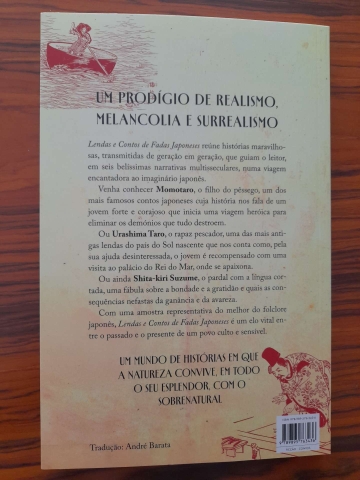 UM PRODÍGIO DE REALISMO,
MELANCOLIA E SURREALISMO
Lendas e Contos de Fadas Japoneses reúne histórias maravilho-
sas, transmitidas de geração em geração, que guiam o leitor,
em seis belíssimas narrativas multisseculares, numa viagem
encantadora ao imaginário japonês.
Venha conhecer Momotaro, o filho do pêssego, um dos
mais famosos contos japoneses cuja história nos fala de um
jovem forte e corajoso que inicia uma viagem heróica para
eliminar os demónios que tudo destroem.
Ou Urashima Taro, o rapaz pescador, uma das mais anti-
gas lendas do país do Sol nascente que nos conta como, pela
sua ajuda desinteressada, o jovem é recompensado com uma
visita ao palácio do Rei do Mar, onde se apaixona.
Ou ainda Shita-kiri Suzume, o pardal com a língua cor-
tada, uma fábula sobre a bondade e a gratidão e quais as con-
sequências nefastas da ganância e da avareza.
Com uma amostra representativa do melhor do folclore
japonês, Lendas e Contos de Fadas Japoneses é um elo vital en-
tre o passado e o presente de um povo culto e sensível.
UM MUNDO DE HISTÓRIAS EM QUE
A NATUREZA CONVIVE, EM TODO
O SEU ESPLENDOR, COM O
SOBRENATURAL
Tradução: André Barata